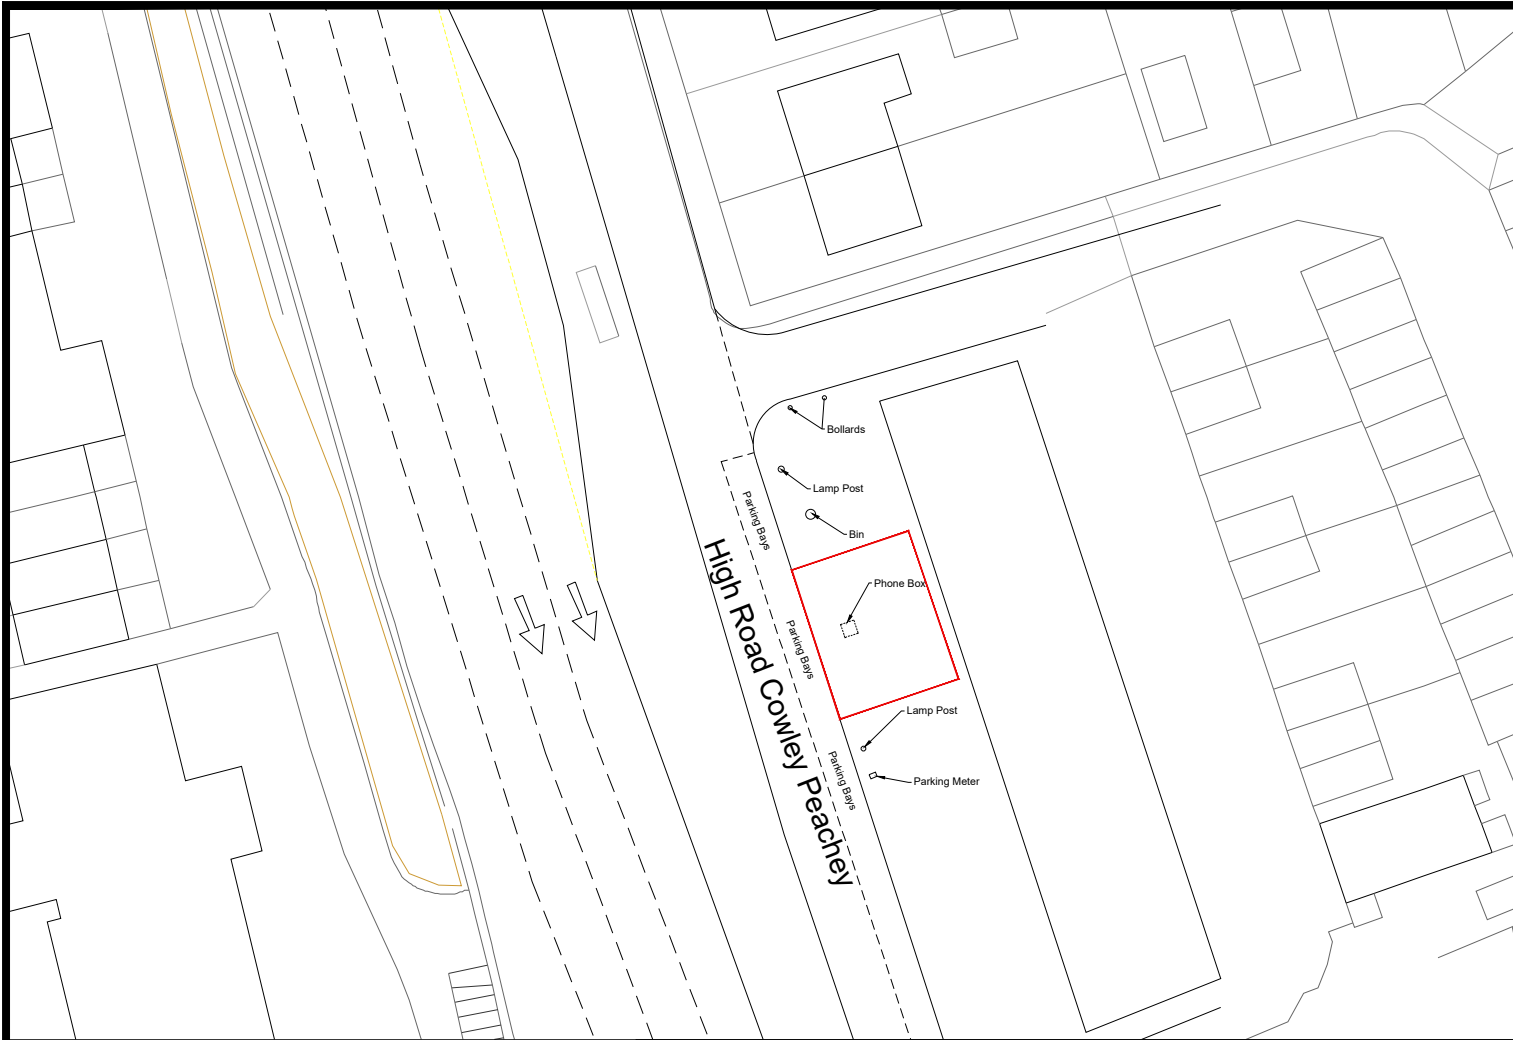 Bollards
Lamp Post
Parking Bays
Bin
High Road Cowley Peachey
Phone Box
Parking Bays
Lamp Post
Parking Bays
Parking Meter